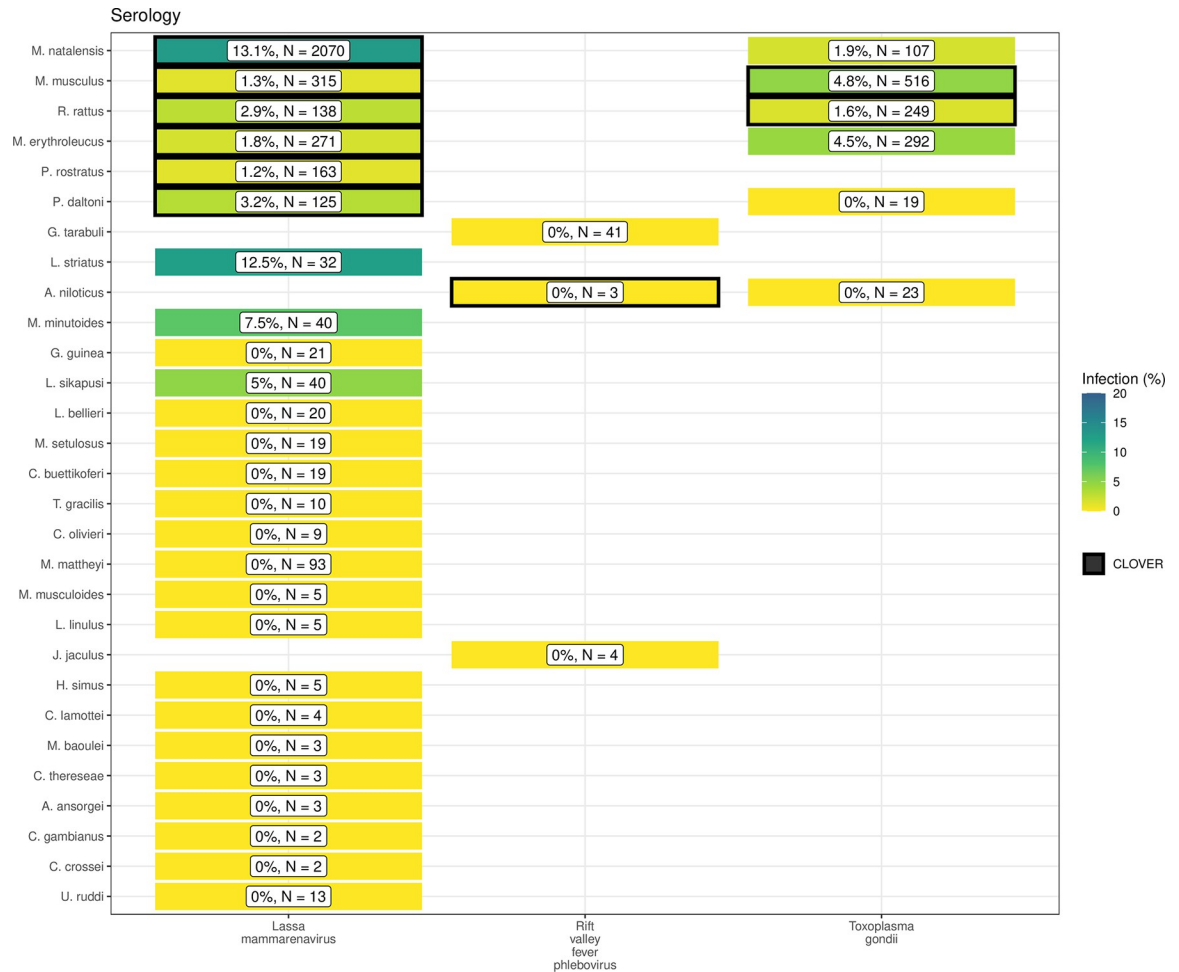 Serology
M. natalensis 13.1%, N = 2070 1.9%, N = 107
M. musculus 1.3%, N = 315 4.8%, N = 516
R. rattus 2.9%, N = 138 1.6%, N = 249
M. erythroleucus 1.8%, N = 271 4.5%, N = 292
P. rostratus 1.2%, N = 163
P. daltoni 3.2%, N = 125 0%, N = 19
G. tarabuli 0%, N = 41
L. striatus 12.5%, N = 32
A. niloticus 0%, N = 3 0%, N = 23
M. minutoides 7.5%, N = 40
G. guinea 0%, N = 21
L. sikapusi 5%, N = 40
L. bellieri 0%, N = 20
M. setulosus 0%, N = 19
C. buettikoferi 0%, N = 19
T. gracilis 0%, N = 10
C. olivieri 0%, N = 9
M. mattheyi 0%, N = 93
M. musculoides 0%, N = 5
L. linulus 0%, N = 5
J. jaculus 0%, N = 4
H. simus 0%, N = 5
C. lamottei 0%, N = 4
M. baoulei 0%, N = 3
C. thereseae 0%, N = 3
A. ansorgei 0%, N = 3
C. gambianus 0%, N = 2
C. crossei 0%, N = 2
U. ruddi 0%, N = 13
Lassa
mammarenavirus
Rift
valley
fever
phlebovirus
Toxoplasma
gondii
Infection (%)
20
15
10
5
0
CLOVER